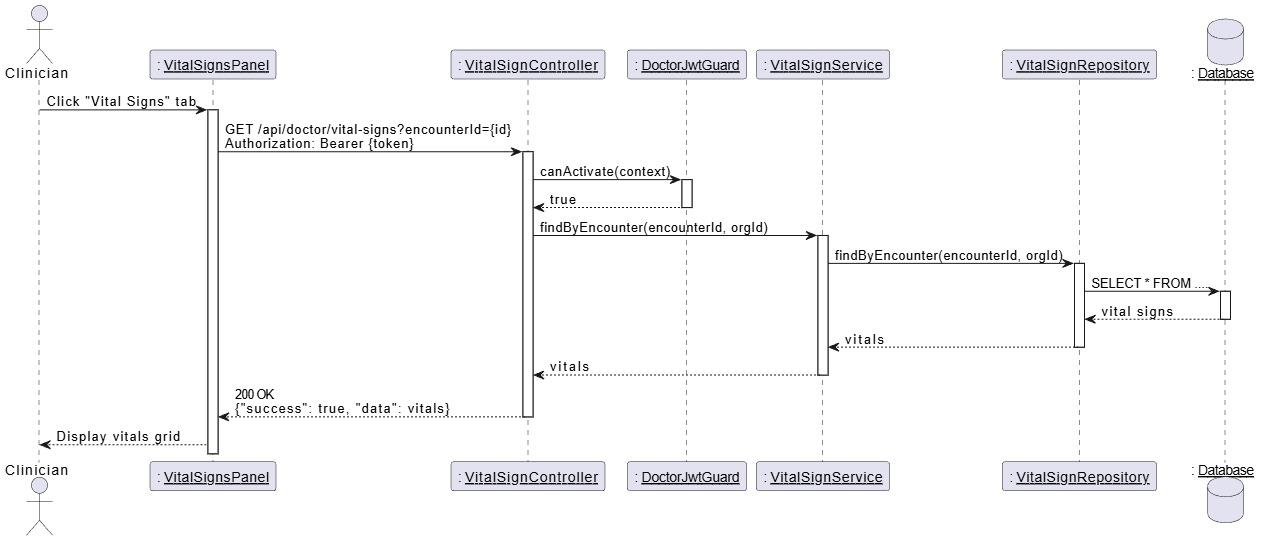 Clinician
: VitalSignsPanel
: VitalSignController
: DoctorJwtGuard
: VitalSignService
: VitalSignRepository
: Database
Click "Vital Signs" tab
GET /api/doctor/vital-signs?encounterId={id}
Authorization: Bearer {token}
canActivate(context)
true
findByEncounter(encounterId, orgId)
findByEncounter(encounterId, orgId)
SELECT * FROM ....
vital signs
vitals
vitals
200 OK
{"success": true, "data": vitals}
Display vitals grid
Clinician
: VitalSignsPanel
: VitalSignController
: DoctorJwtGuard
: VitalSignService
: VitalSignRepository
: Database